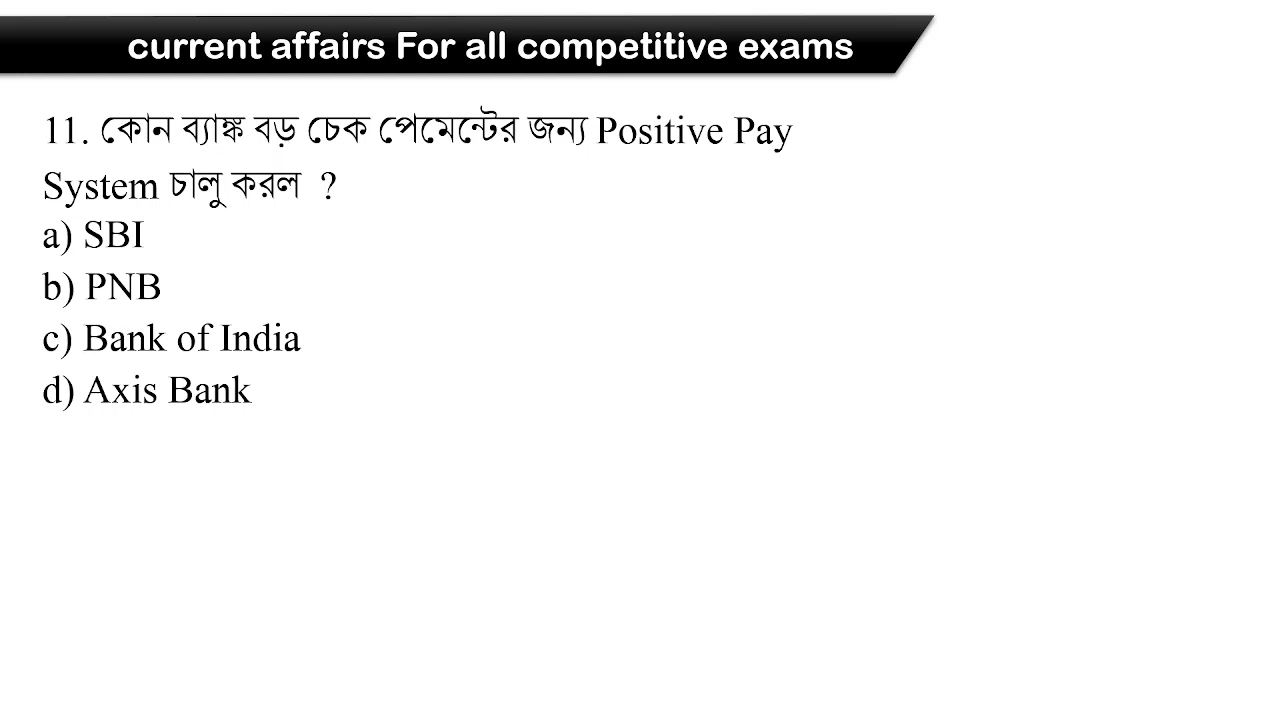 current affairs For all competitive exams
11. কোন ব্যাঙ্ক বড় চেক পেমেন্টের জন্য Positive Pay
System চালু করল ?
a) SBI
b) PNB
c) Bank of India
d) Axis Bank